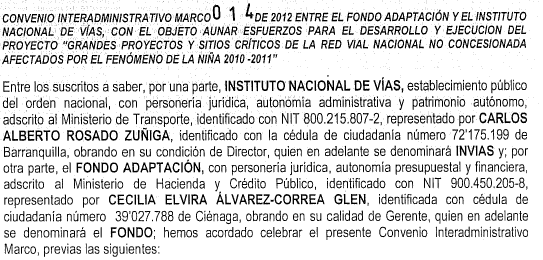 CONVENIO INTERADMINISTRATIVO MARCO 014 DE 2012 ENTRE EL FONDO ADAPTACIÓN Y EL INSTITUTO
NACIONAL DE VÍAS, CON EL OBJETO AUNAR ESFUERZOS PARA EL DESARROLLO Y EJECUCION DEL
PROYECTO "GRANDES PROYECTOS Y SITIOS CRÍTICOS DE LA RED VIAL NACIONAL NO CONCESIONADA
AFECTADOS POR EL FENÓMENO DE LA NIÑA 2010 -2011"
Entre los suscritos a saber, por una parte, INSTITUTO NACIONAL DE VÍAS, establecimiento público
del orden nacional, con personería jurídica, autonomía administrativa y patrimonio autónomo,
adscrito al Ministerio de Transporte, identificado con NIT 800.215.807-2, representado por CARLOS
ALBERTO ROSADO ZUÑIGA, identificado con la cédula de ciudadanía número 72'175.199 de
Barranquilla, obrando en su condición de Director, quien en adelante se denominará INVIAS y; por
otra parte, el FONDO ADAPTACIÓN, con personería jurídica, autonomía presupuestal y financiera,
adscrito al Ministerio de Hacienda y Crédito Público, identificado con NIT 900.450.205-8,
representado por CECILIA ELVIRA ÁLVAREZ-CORREA GLEN, identificada con cédula de
ciudadanía número 39'027.788 de Ciénaga, obrando en su calidad de Gerente, quien en adelante
se denominará el FONDO; hemos acordado celebrar el presente Convenio Interadministrativo
Marco, previas las siguientes: